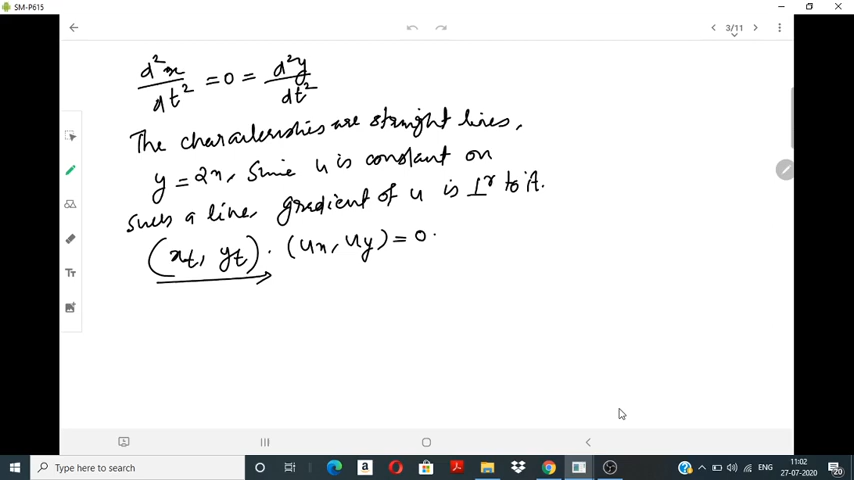 SM-P615
3/11
d²x/dt² = 0 = d²y/dt²
The characteristics are straight lines,
y = 2x, Since u is constant on
such a line, gradient of u is ⊥r to it.
(xt, yt) · (ux, uy) = 0.
Tт
Type here to search
ENG
11:02
27-07-2020
20